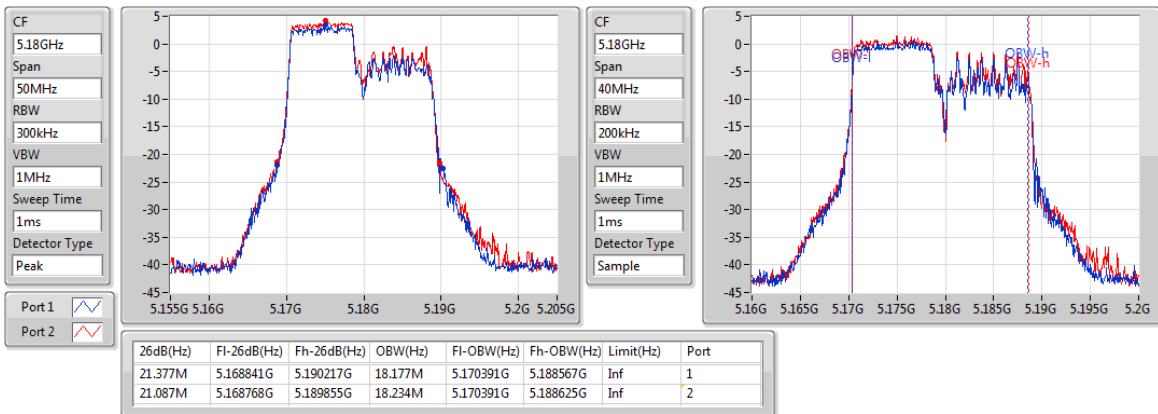 CF
5.18GHz
Span
50MHz
RBW
300kHz
VBW
1MHz
Sweep Time
1ms
Detector Type
Peak
Port 1
Port 2
5
0
-5
-10
-15
-20
-25
-30
-35
-40
-45
5.155G 5.16G 5.17G 5.18G 5.19G 5.2G 5.205G
CF
5.18GHz
Span
40MHz
RBW
200kHz
VBW
1MHz
Sweep Time
1ms
Detector Type
Sample
5
0
-5
-10
-15
-20
-25
-30
-35
-40
-45
OBW-l
OBW-h
OBW-h
5.16G 5.165G 5.17G 5.175G 5.18G 5.185G 5.19G 5.195G 5.2G
26dB(Hz) Fl-26dB(Hz) Fh-26dB(Hz) OBW(Hz) Fl-OBW(Hz) Fh-OBW(Hz) Limit(Hz) Port
21.377M 5.168841G 5.190217G 18.177M 5.170391G 5.188567G Inf 1
21.087M 5.168768G 5.189855G 18.234M 5.170391G 5.188625G Inf 2